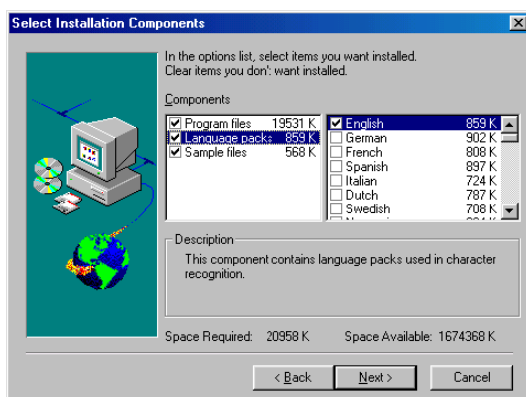 Select Installation Components
In the options list, select items you want installed.
Clear items you don't want installed.
Components
Program files 19531 K
Language packs 859 K
Sample files 568 K
English 859 K
German 902 K
French 808 K
Spanish 897 K
Italian 724 K
Dutch 787 K
Swedish 708 K
Description
This component contains language packs used in character
recognition.
Space Required: 20958 K Space Available: 1674368 K
< Back Next > Cancel